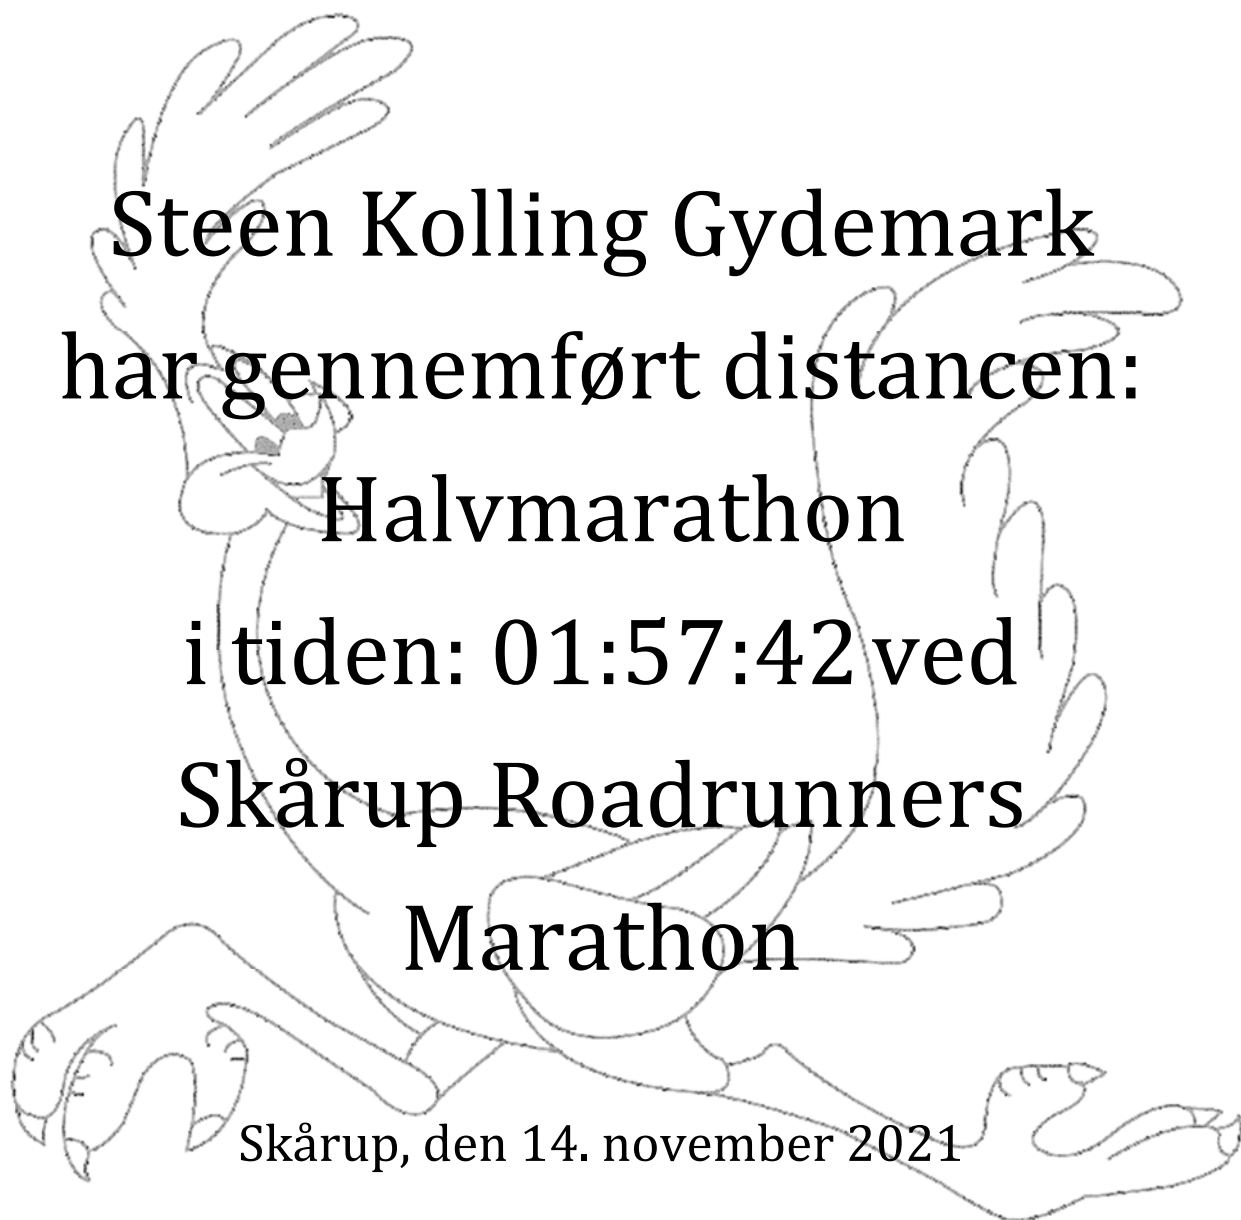 Steen Kolling Gydemark
har gennemført distancen:
Halvmarathon
i tiden: 01:57:42 ved
Skårup Roadrunners
Marathon
Skårup, den 14. november 2021